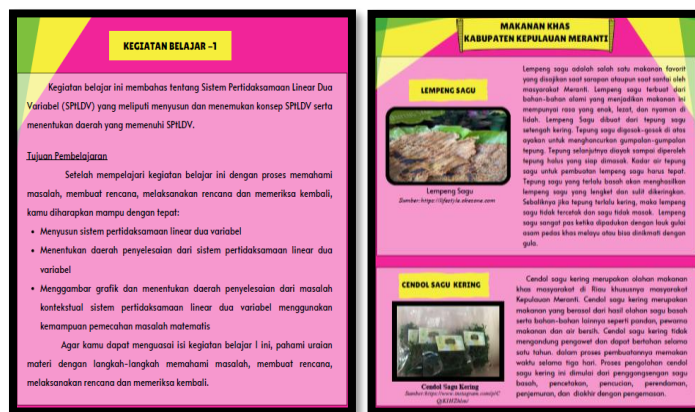 KEGIATAN BELAJAR -1
Kegiatan belajar ini membahas tentang Sistem Pertidaksamaan Linear Dua
Variabel (SPtLDV) yang meliputi menyusun dan menemukan konsep SPtLDV serta
menentukan daerah yang memenuhi SPtLDV.
Tujuan Pembelajaran
Setelah mempelajari kegiatan belajar ini dengan proses memahami
masalah, membuat rencana, melaksanakan rencana dan memeriksa kembali,
kamu diharapkan mampu dengan tepat:
• Menyusun sistem pertidaksamaan linear dua variabel
• Menentukan daerah penyelesaian dari sistem pertidaksamaan linear dua
variabel
• Menggambar grafik dan menentukan daerah penyelesaian dari masalah
kontekstual sistem pertidaksamaan linear dua variabel menggunakan
kemampuan pemecahan masalah matematis
Agar kamu dapat menguasai isi kegiatan belajar 1 ini, pahami uraian
materi dengan langkah-langkah memahami masalah, membuat rencana,
melaksanakan rencana dan memeriksa kembali.
MAKANAN KHAS
KABUPATEN KEPULAUAN MERANTI
LEMPENG SAGU
Lempeng Sagu
Sumber:https://lifestyle.okezone.com
Lempeng sagu adalah salah satu makanan favorit
yang disajikan saat sarapan ataupun saat santai oleh
masyarakat Meranti. Lempeng sagu terbuat dari
bahan-bahan alami yang menjadikan makanan ini
mempunyai rasa yang enak, lezat, dan nyaman di
lidah. Lempeng Sagu dibuat dari tepung sagu
setengah kering. Tepung sagu digosok-gosok di atas
ayakan untuk menghancurkan gumpalan-gumpalan
tepung. Tepung selanjutnya diayak sampai diperoleh
tepung halus yang siap dimasak. Kadar air tepung
sagu untuk pembuatan lempeng sagu harus tepat.
Tepung sagu yang terlalu basah akan menghasilkan
lempeng sagu yang lengket dan sulit dikeringkan.
Sebaliknya jika tepung terlalu kering, maka lempeng
sagu tidak tercetak dan sagu tidak masak. Lempeng
sagu sangat pas ketika dipadukan dengan lauk gulai
asam pedas khas melayu atau bisa dinikmati dengan
gula.
CENDOL SAGU KERING
Cendol Sagu Kering
Sumber:https://www.instagram.com/p/C
Cendol sagu kering merupakan olahan makanan
khas masyarakat di Riau khususnya masyarakat
Kepulauan Meranti. Cendol sagu kering merupakan
makanan yang berasal dari hasil olahan sagu basah
serta bahan-bahan lainnya seperti pandan, pewarna
makanan dan air bersih. Cendol sagu kering tidak
mengandung pengawet dan dapat bertahan selama
satu tahun. dalam proses pembuatannya memakan
waktu selama tiga hari. Proses pengolahan cendol
sagu kering ini dimulai dari penggongsengan sagu
basah, pencetakan, pencucian, perendaman,
penjemuran, dan diakhir dengan pengemasan.